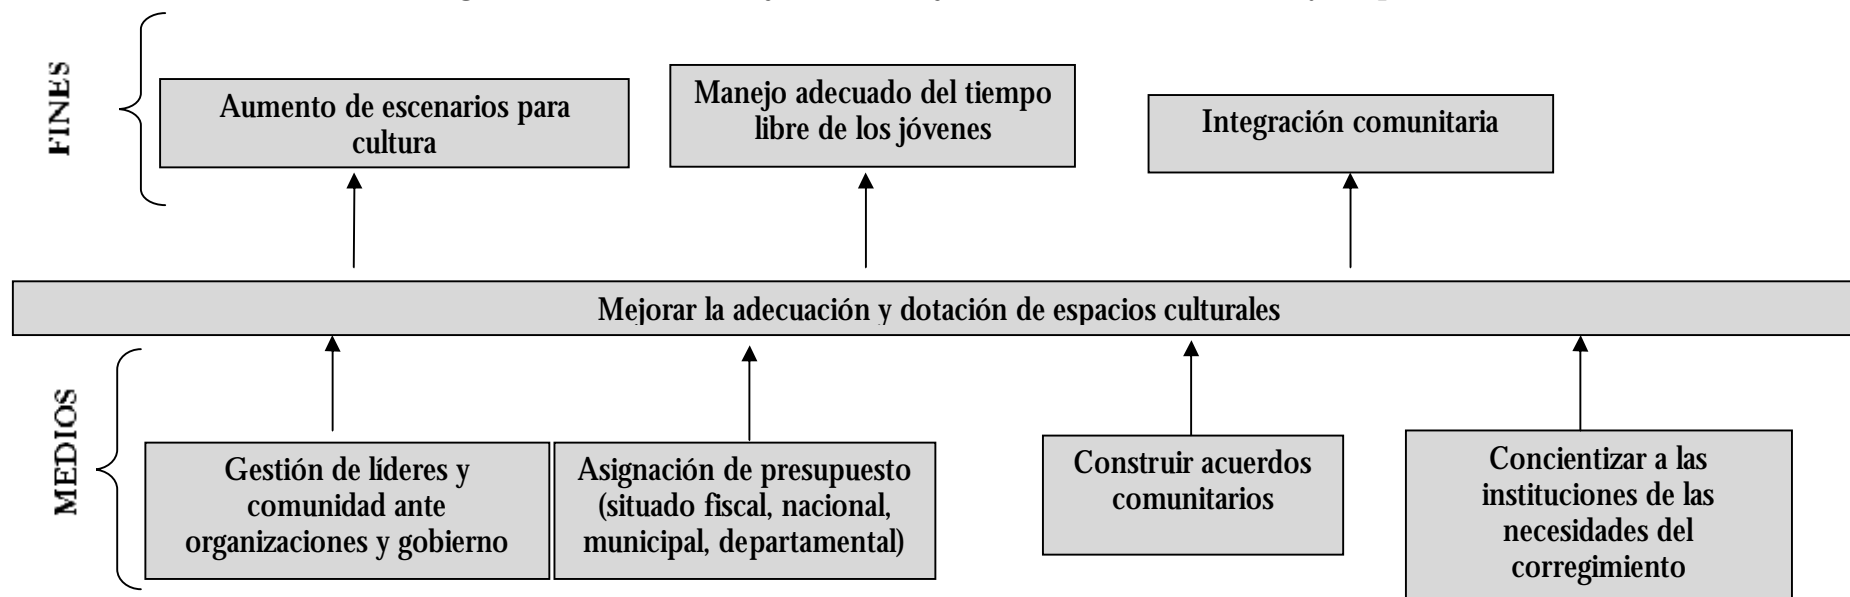 FINES
Aumento de escenarios para
cultura
Manejo adecuado del tiempo
libre de los jóvenes
Integración comunitaria
Mejorar la adecuación y dotación de espacios culturales
MEDIOS
Gestión de líderes y
comunidad ante
organizaciones y gobierno
Asignación de presupuesto
(situado fiscal, nacional,
municipal, departamental)
Construir acuerdos
comunitarios
Concientizar a las
instituciones de las
necesidades del
corregimiento